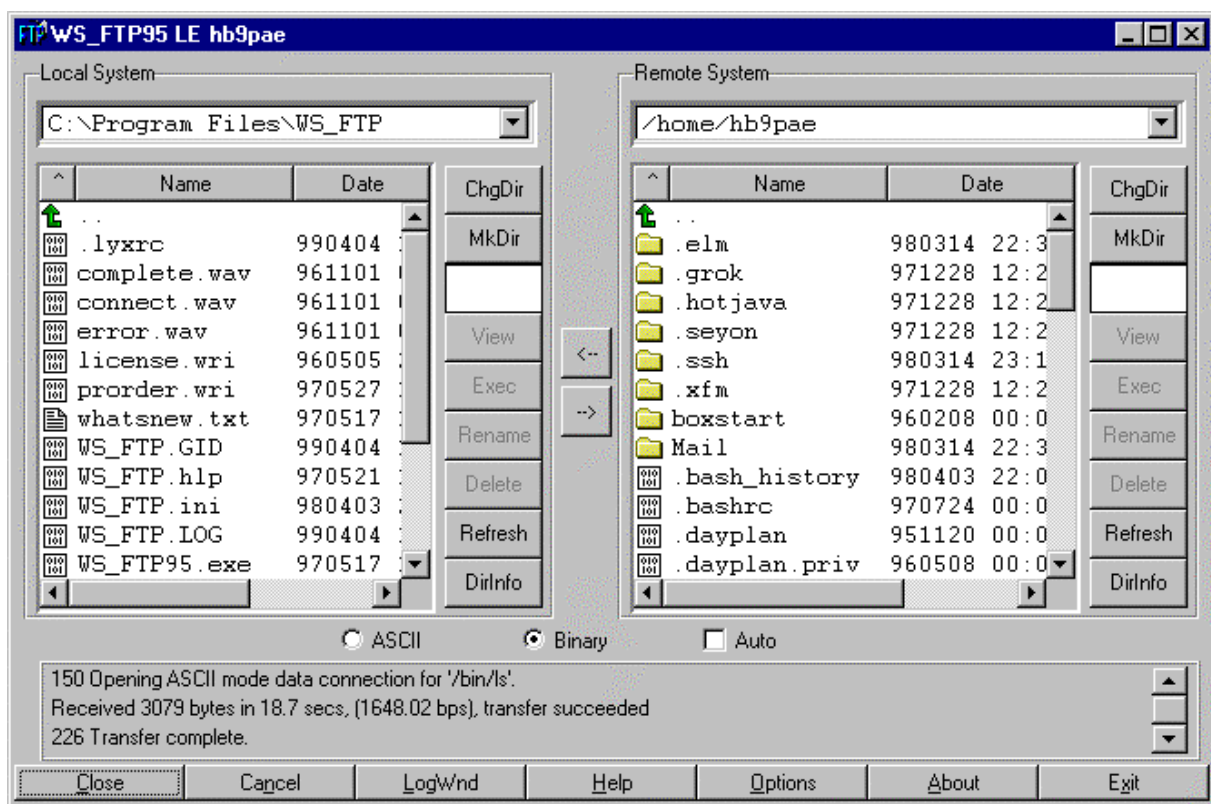 WS_FTP95 LE hb9pae
Local System
C:\Program Files\WS_FTP
^ Name Date
..
.lyxrc 990404
complete.wav 961101
connect.wav 961101
error.wav 961101
license.wri 960505
prorder.wri 970527
whatsnew.txt 970517
WS_FTP.GID 990404
WS_FTP.hlp 970521
WS_FTP.ini 980403
WS_FTP.LOG 990404
WS_FTP95.exe 970517
ChgDir
MkDir
View
Exec
Rename
Delete
Refresh
DirInfo
<--
-->
Remote System
/home/hb9pae
^ Name Date
..
.elm 980314 22:3
.grok 971228 12:2
.hotjava 971228 12:2
.seyon 971228 12:2
.ssh 980314 23:1
.xfm 971228 12:2
boxstart 960208 00:0
Mail 980314 22:3
.bash_history 980403 22:0
.bashrc 970724 00:0
.dayplan 951120 00:0
.dayplan.priv 960508 00:0
ChgDir
MkDir
View
Exec
Rename
Delete
Refresh
DirInfo
ASCII Binary Auto
150 Opening ASCII mode data connection for '/bin/ls'.
Received 3079 bytes in 18.7 secs, (1648.02 bps), transfer succeeded
226 Transfer complete.
Close Cancel LogWnd Help Options About Exit